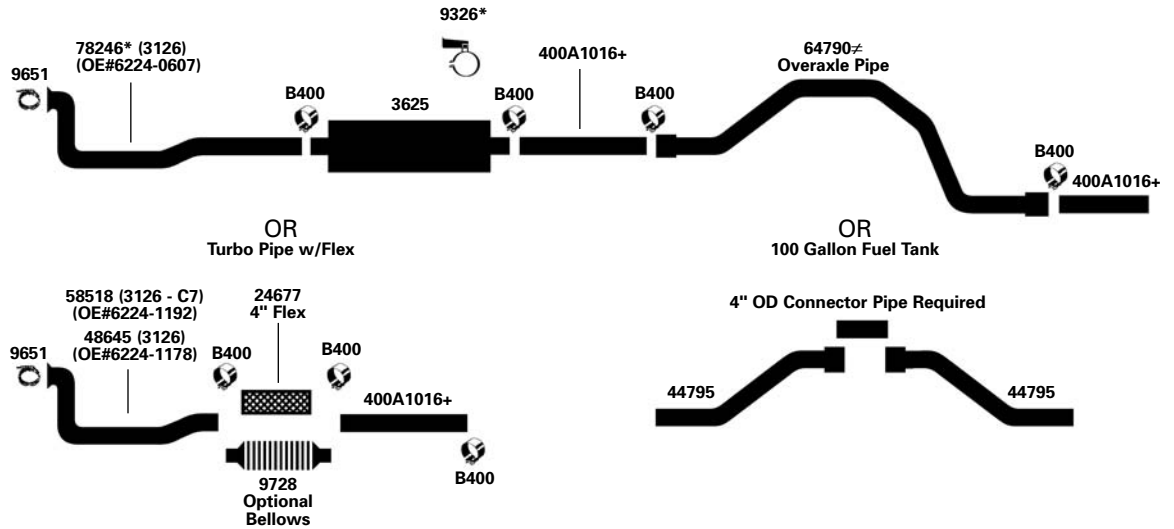 9326*
78246* (3126)
(OE#6224-0607)
400A1016+
64790≠
Overaxle Pipe
9651
B400
3625
B400
B400
B400
400A1016+
OR
Turbo Pipe w/Flex
OR
100 Gallon Fuel Tank
58518 (3126 - C7)
(OE#6224-1192)
24677
4" Flex
4" OD Connector Pipe Required
48645 (3126)
(OE#6224-1178)
9651
B400
B400
400A1016+
44795
44795
B400
9728
Optional
Bellows